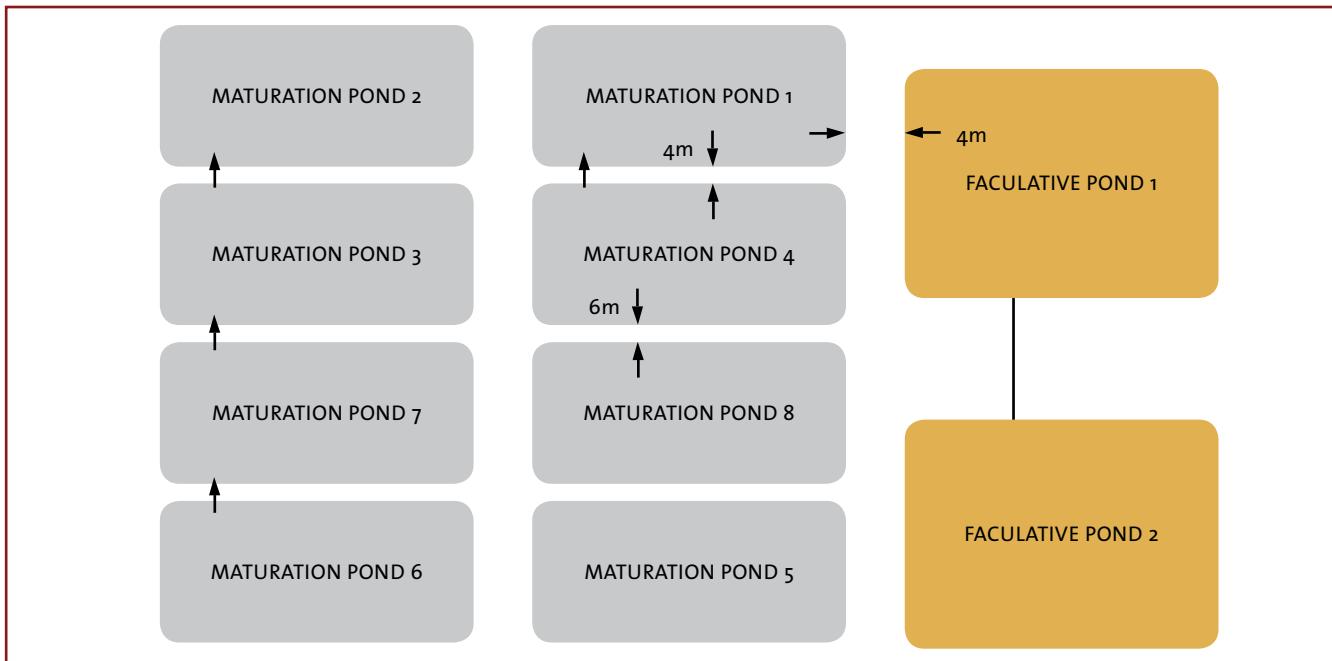 MATURATION POND 2
MATURATION POND 1
4m
4m
FACULATIVE POND 1
MATURATION POND 3
MATURATION POND 4
6m
MATURATION POND 7
MATURATION POND 8
FACULATIVE POND 2
MATURATION POND 6
MATURATION POND 5